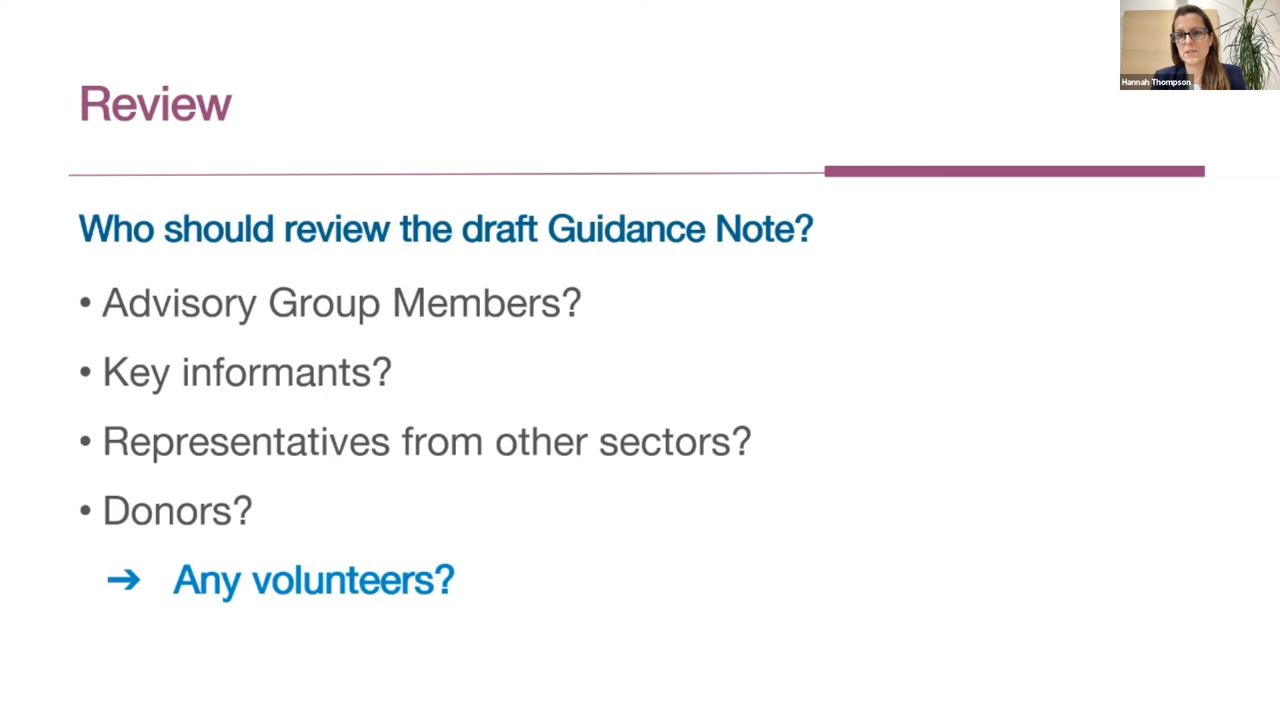 Hannah Thompson
Review
Who should review the draft Guidance Note?
• Advisory Group Members?
• Key informants?
• Representatives from other sectors?
• Donors?
➔ Any volunteers?